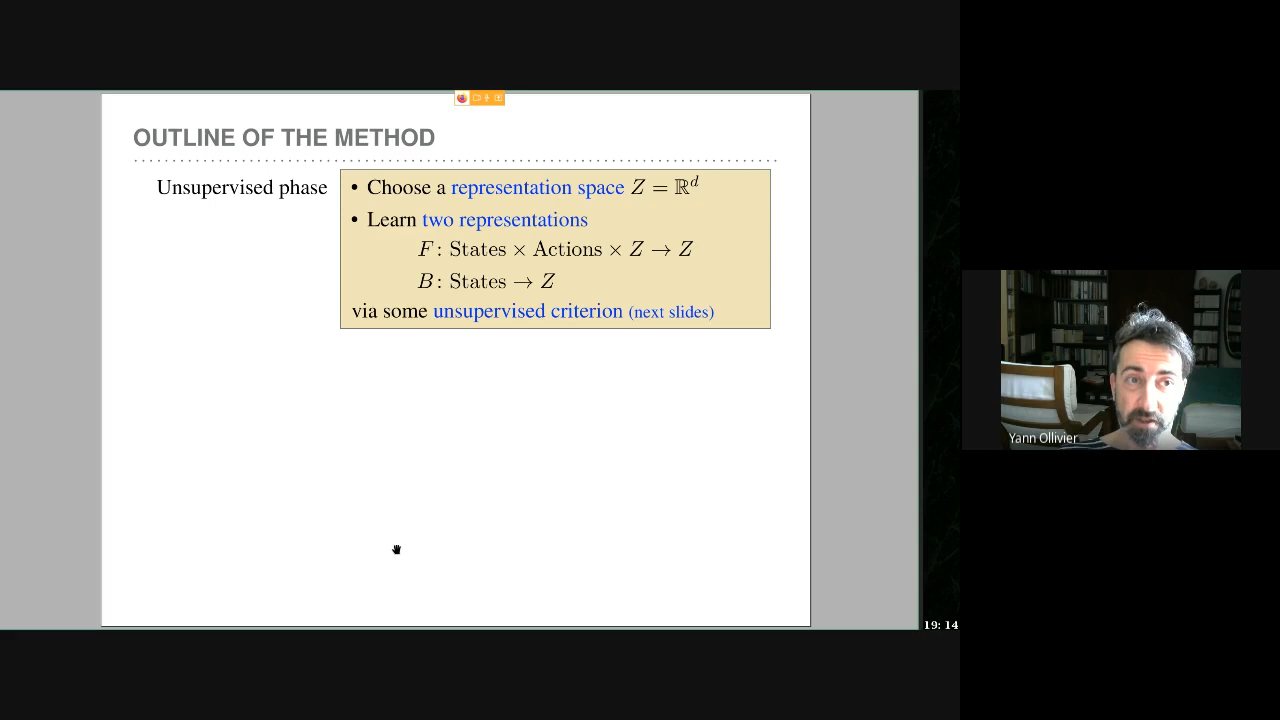 OUTLINE OF THE METHOD
Unsupervised phase
• Choose a representation space Z = ℝ^d
• Learn two representations
F : States × Actions × Z → Z
B : States → Z
via some unsupervised criterion (next slides)
Yann Ollivier
19: 14